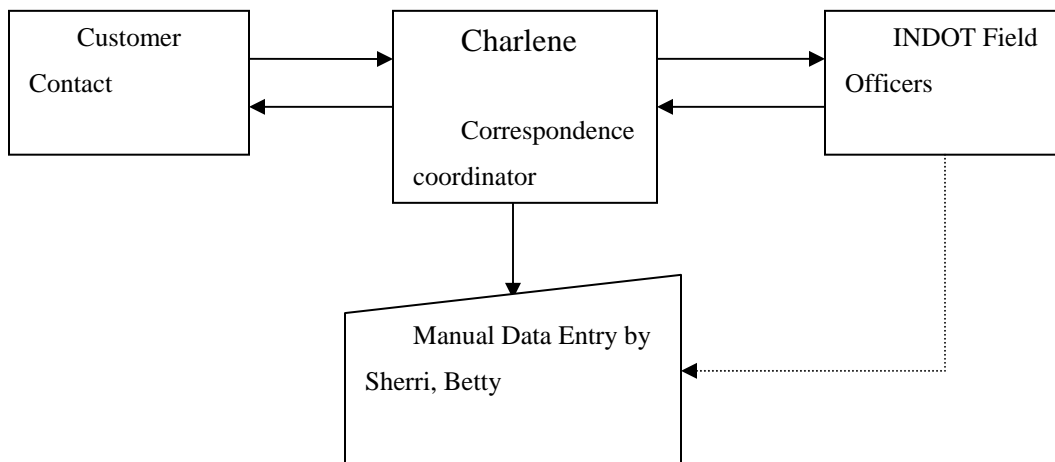 Customer
Contact
Charlene
Correspondence
coordinator
INDOT Field
Officers
Manual Data Entry by
Sherri, Betty